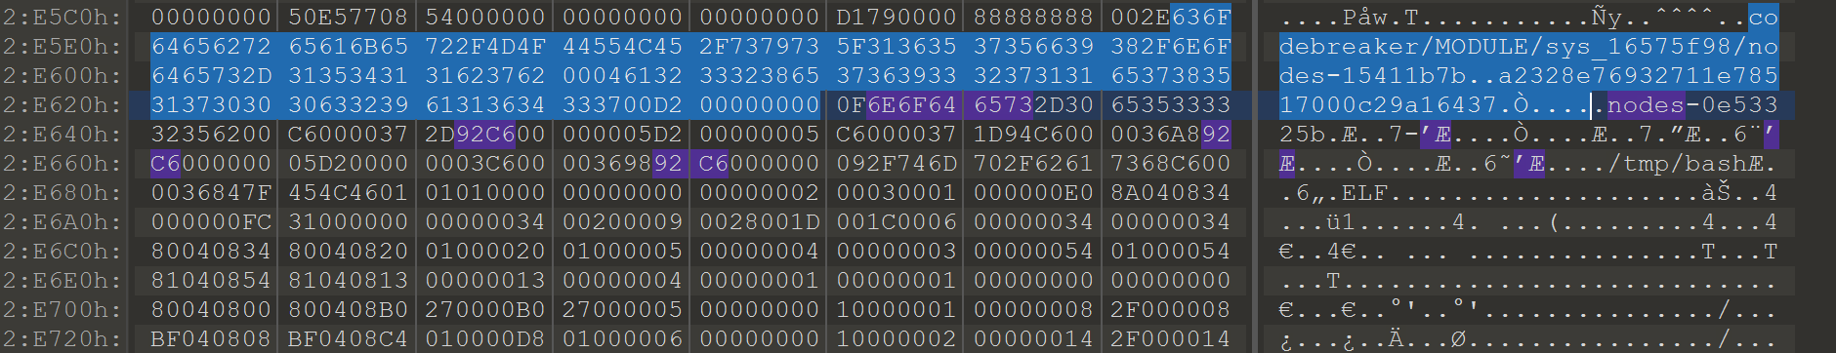 2:E5C0h: 00000000 50E57708 54000000 00000000 00000000 D1790000 88888888 002E636F ....Påw.T...........Ñy..ˆˆˆˆ..co
2:E5E0h: 64656272 65616B65 722F4D4F 44554C45 2F737973 5F313635 37356639 382F6E6F debreaker/MODULE/sys_16575f98/no
2:E600h: 6465732D 31353431 31623762 00046132 33323865 37363933 32373131 65373835 des-15411b7b..a2328e76932711e785
2:E620h: 31373030 30633239 61313634 333700D2 00000000 0F6E6F64 65732D30 65353333 17000c29a16437.Ò.....nodes-0e533
2:E640h: 32356200 C6000037 2D92C600 000005D2 00000005 C6000037 1D94C600 0036A892 25b.Æ..7-’Æ....Ò....Æ..7.”Æ..6¨’
2:E660h: C6000000 05D20000 0003C600 00369892 C6000000 092F746D 702F6261 7368C600 Æ....Ò....Æ..6˜’Æ..../tmp/bashÆ.
2:E680h: 0036847F 454C4601 01010000 00000000 00000002 00030001 000000E0 8A040834 .6„.ELF....................àŠ..4
2:E6A0h: 000000FC 31000000 00000034 00200009 0028001D 001C0006 00000034 00000034 ...ü1......4. ...(.........4...4
2:E6C0h: 80040834 80040820 01000020 01000005 00000004 00000003 00000054 01000054 €..4€.. ... ...............T...T
2:E6E0h: 81040854 81040813 00000013 00000004 00000001 00000001 00000000 00000000 ...T............................
2:E700h: 80040800 800408B0 270000B0 27000005 00000000 10000001 00000008 2F000008 €...€..°'..°'.............../...
2:E720h: BF040808 BF0408C4 010000D8 01000006 00000000 10000002 00000014 2F000014 ¿...¿..Ä...Ø................/...